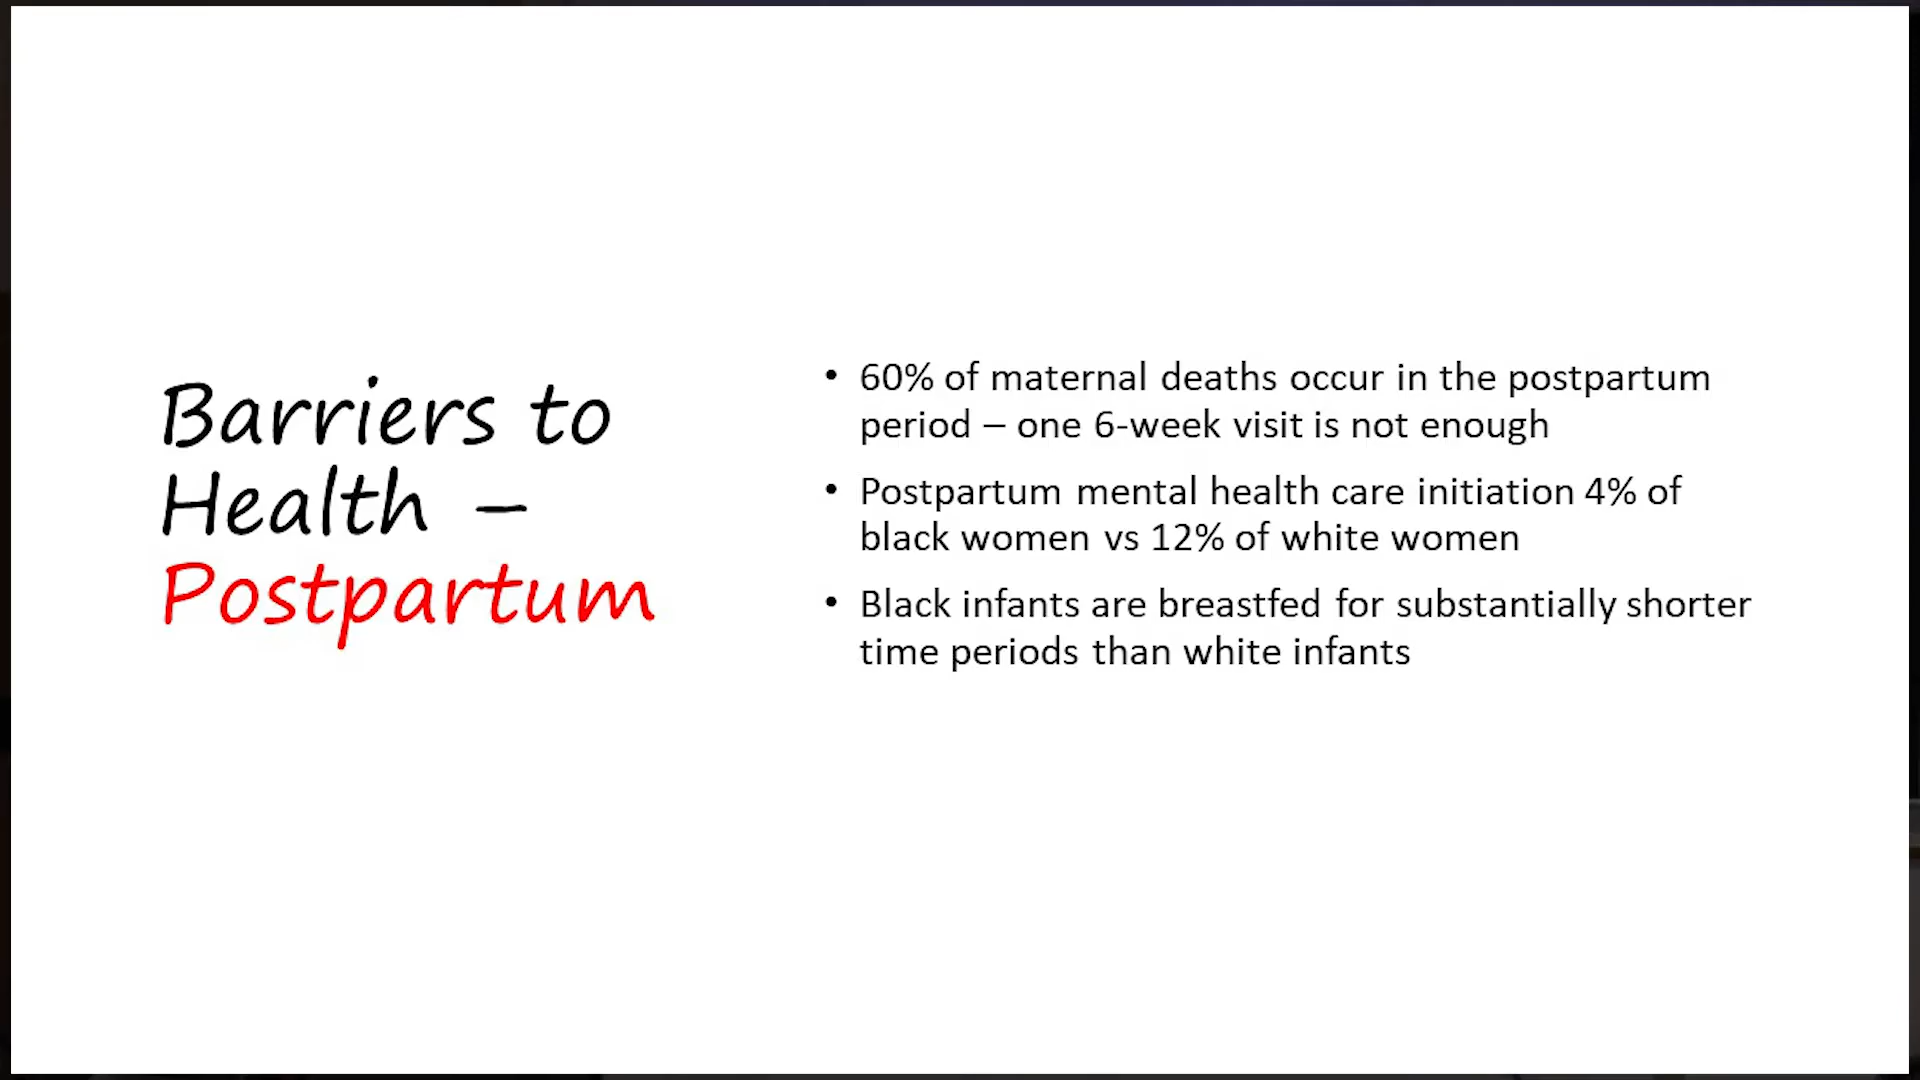 Barriers to
Health –
Postpartum
• 60% of maternal deaths occur in the postpartum
period – one 6-week visit is not enough
• Postpartum mental health care initiation 4% of
black women vs 12% of white women
• Black infants are breastfed for substantially shorter
time periods than white infants